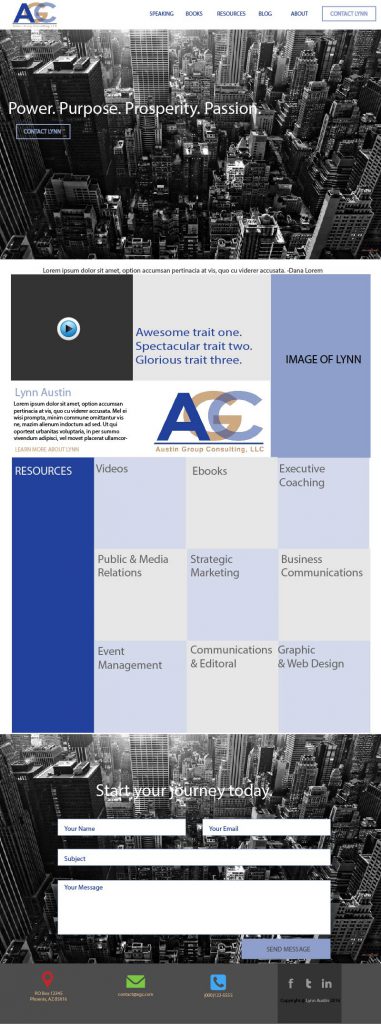 AGC
SPEAKING BOOKS RESOURCES BLOG ABOUT CONTACT LYNN
Power. Purpose. Prosperity. Passion.
CONTACT LYNN
Lorem ipsum dolor sit amet, option accumsan pertinacia at vis, quo cu viderer accusata. -Dana Lorem
Awesome trait one.
Spectacular trait two.
Glorious trait three.
IMAGE OF LYNN
Lynn Austin
Lorem ipsum dolor sit amet, option accumsan
pertinacia at vis, quo cu viderer accusata. Mel ei
wisi prompta, minim commune omittantur vis
ne, mazim alienum indoctum ad sed. Ut qui
oporteat urbanitas voluptaria, in per summo
vivendum adipisci, vel movet placerat ullamcor-
LEARN MORE ABOUT LYNN
AGC
Austin Group Consulting, LLC
RESOURCES
Videos
Ebooks
Executive
Coaching
Public & Media
Relations
Strategic
Marketing
Business
Communications
Event
Management
Communications
& Editoral
Graphic
& Web Design
Start your journey today.
Your Name
Your Email
Subject
Your Message
SEND MESSAGE
P.O Box 12345
Phoenix, AZ 85016
contact@agc.com
(000)123-5555
f t in
Copyright © Lynn Austin